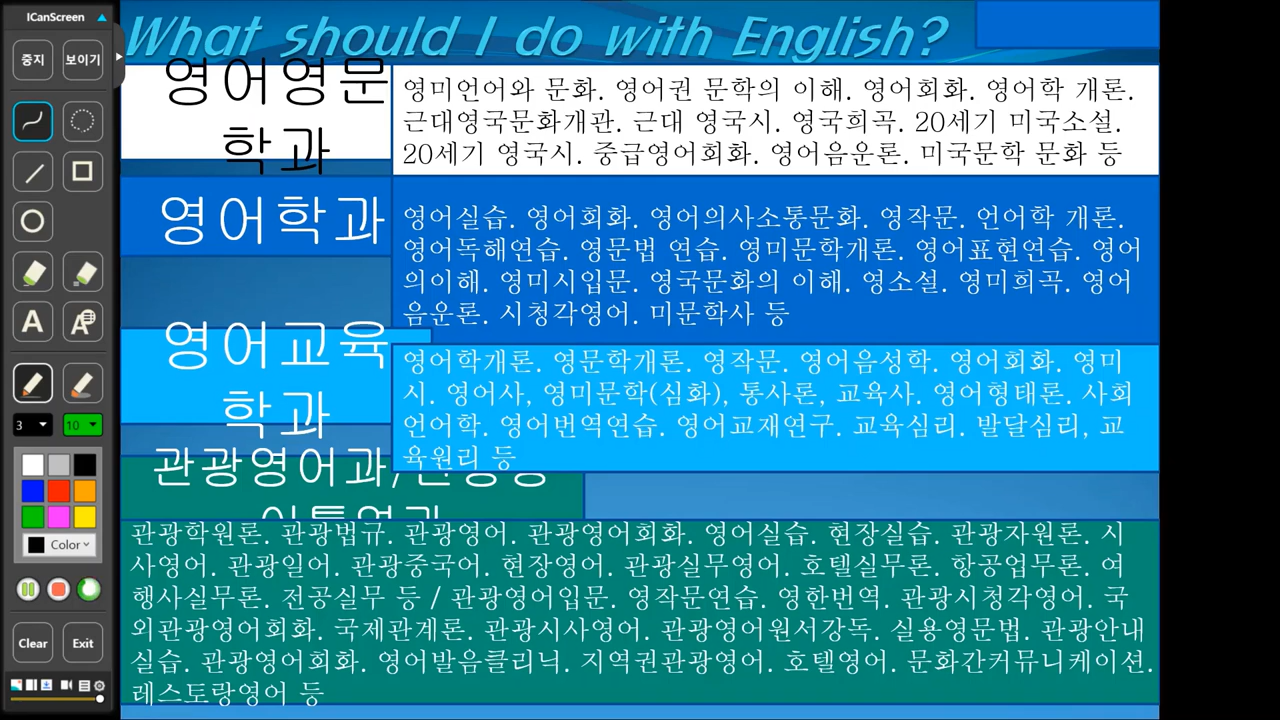 ICanScreen
중지 보이기
What should I do with English?
영어영문
학과
영미언어와 문화. 영어권 문학의 이해. 영어회화. 영어학 개론.
근대영국문화개관. 근대 영국시. 영국희곡. 20세기 미국소설.
20세기 영국시. 중급영어회화. 영어음운론. 미국문학 문화 등
영어학과
영어실습. 영어회화. 영어의사소통문화. 영작문. 언어학 개론.
영어독해연습. 영문법 연습. 영미문학개론. 영어표현연습. 영어
의이해. 영미시입문. 영국문화의 이해. 영소설. 영미희곡. 영어
음운론. 시청각영어. 미문학사 등
영어교육
학과
영어학개론. 영문학개론. 영작문. 영어음성학. 영어회화. 영미
시. 영어사, 영미문학(심화), 통사론, 교육사. 영어형태론. 사회
언어학. 영어번역연습. 영어교재연구. 교육심리. 발달심리, 교
육원리 등
관광영어과/
관광학원론. 관광법규. 관광영어. 관광영어회화. 영어실습. 현장실습. 관광자원론. 시
사영어. 관광일어. 관광중국어. 현장영어. 관광실무영어. 호텔실무론. 항공업무론. 여
행사실무론. 전공실무 등 / 관광영어입문. 영작문연습. 영한번역. 관광시청각영어. 국
외관광영어회화. 국제관계론. 관광시사영어. 관광영어원서강독. 실용영문법. 관광안내
실습. 관광영어회화. 영어발음클리닉. 지역권관광영어. 호텔영어. 문화간커뮤니케이션.
레스토랑영어 등
A
3 10
Color
Clear Exit